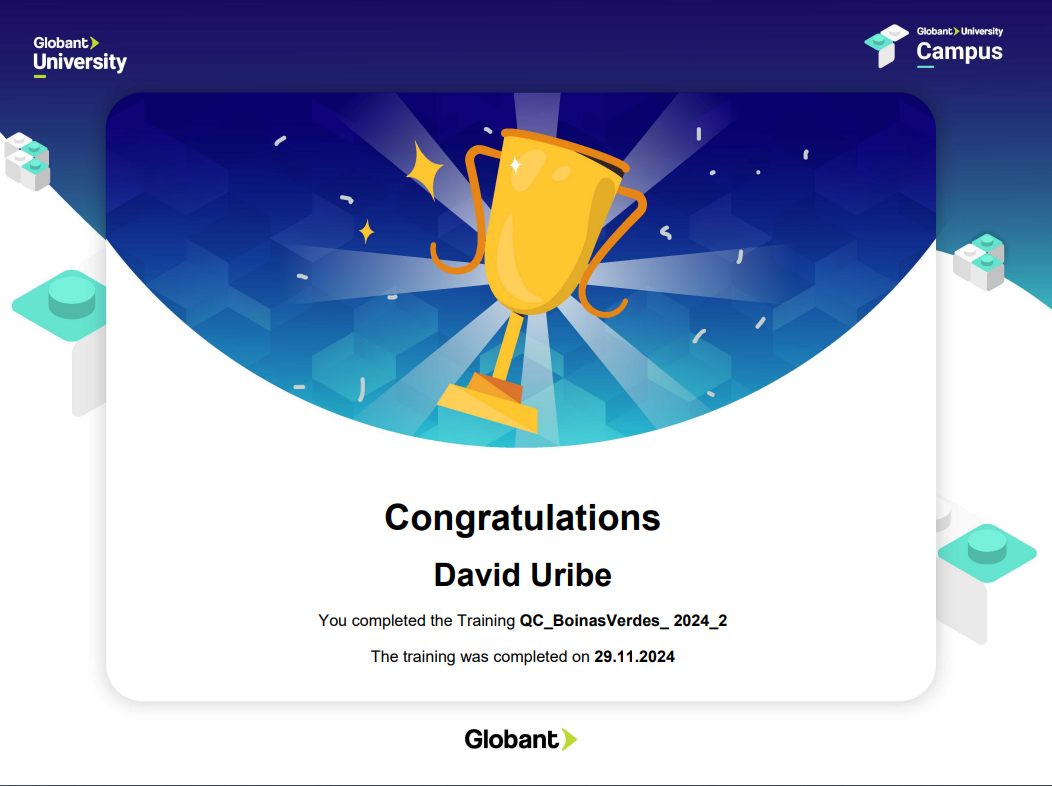 Globant
University
Globant University
Campus
Congratulations
David Uribe
You completed the Training QC_BoinasVerdes_ 2024_2
The training was completed on 29.11.2024
Globant